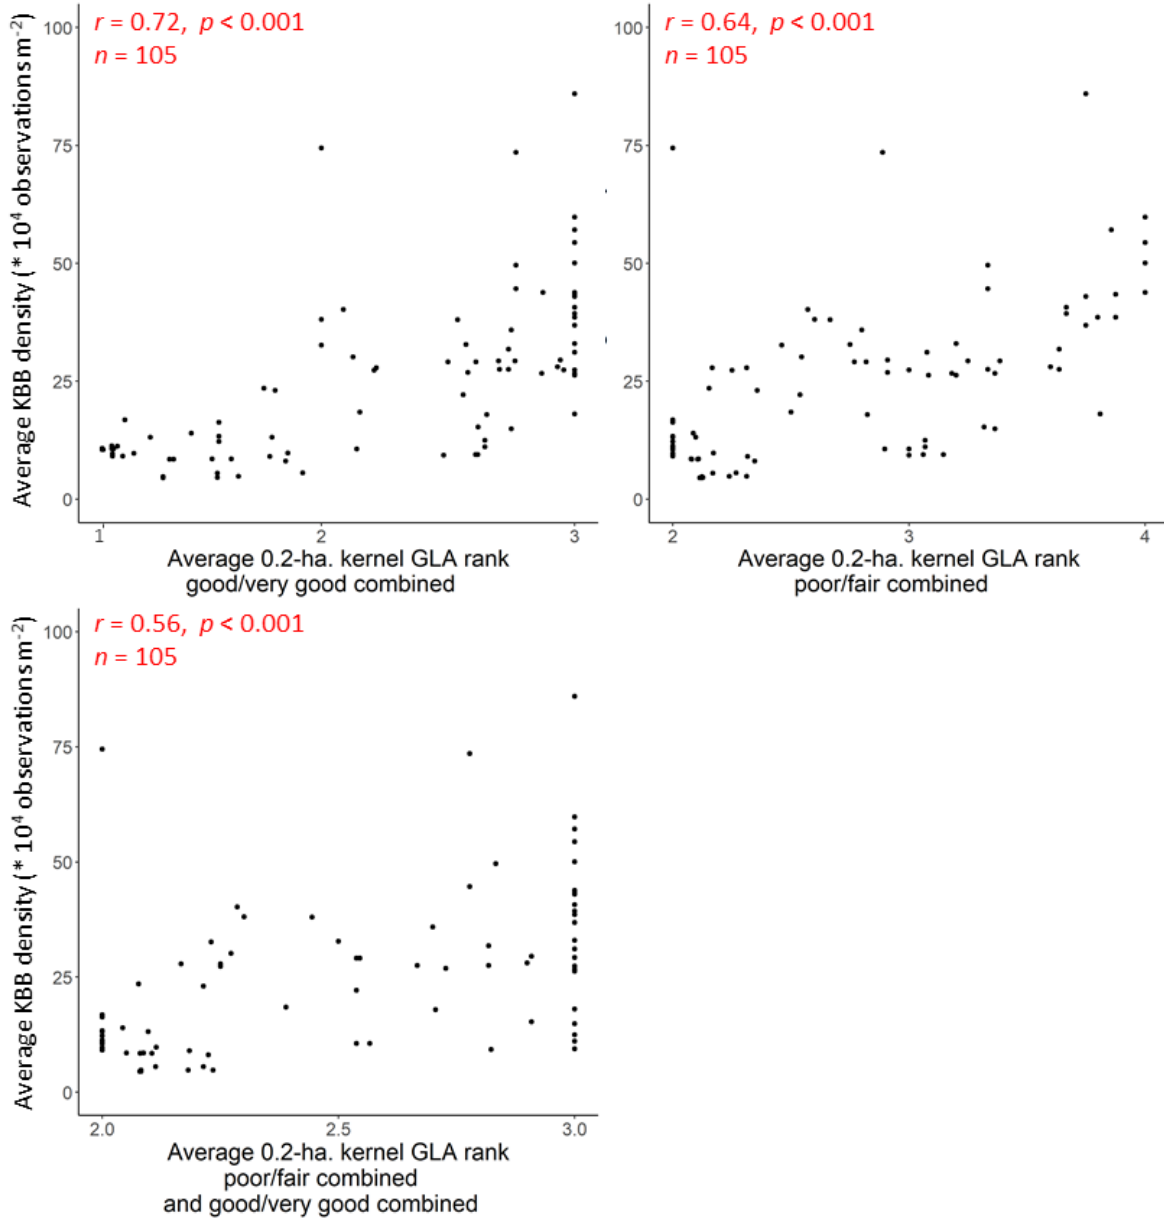 r = 0.72, p < 0.001
n = 105
Average KBB density (* 10⁴ observations m⁻²)
100
75
50
25
0
1
2
3
Average 0.2-ha. kernel GLA rank
good/very good combined
r = 0.64, p < 0.001
n = 105
100
75
50
25
0
2
3
4
Average 0.2-ha. kernel GLA rank
poor/fair combined
r = 0.56, p < 0.001
n = 105
Average KBB density (* 10⁴ observations m⁻²)
100
75
50
25
0
2.0
2.5
3.0
Average 0.2-ha. kernel GLA rank
poor/fair combined
and good/very good combined